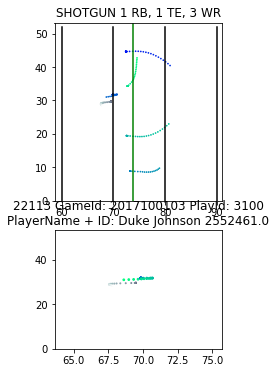 SHOTGUN 1 RB, 1 TE, 3 WR
50
40
30
20
10
0
60 70 80 90
22113 GameId: 2017100103 PlayId: 3100
PlayerName + ID: Duke Johnson 2552461.0
40
20
0
65.0 67.5 70.0 72.5 75.0